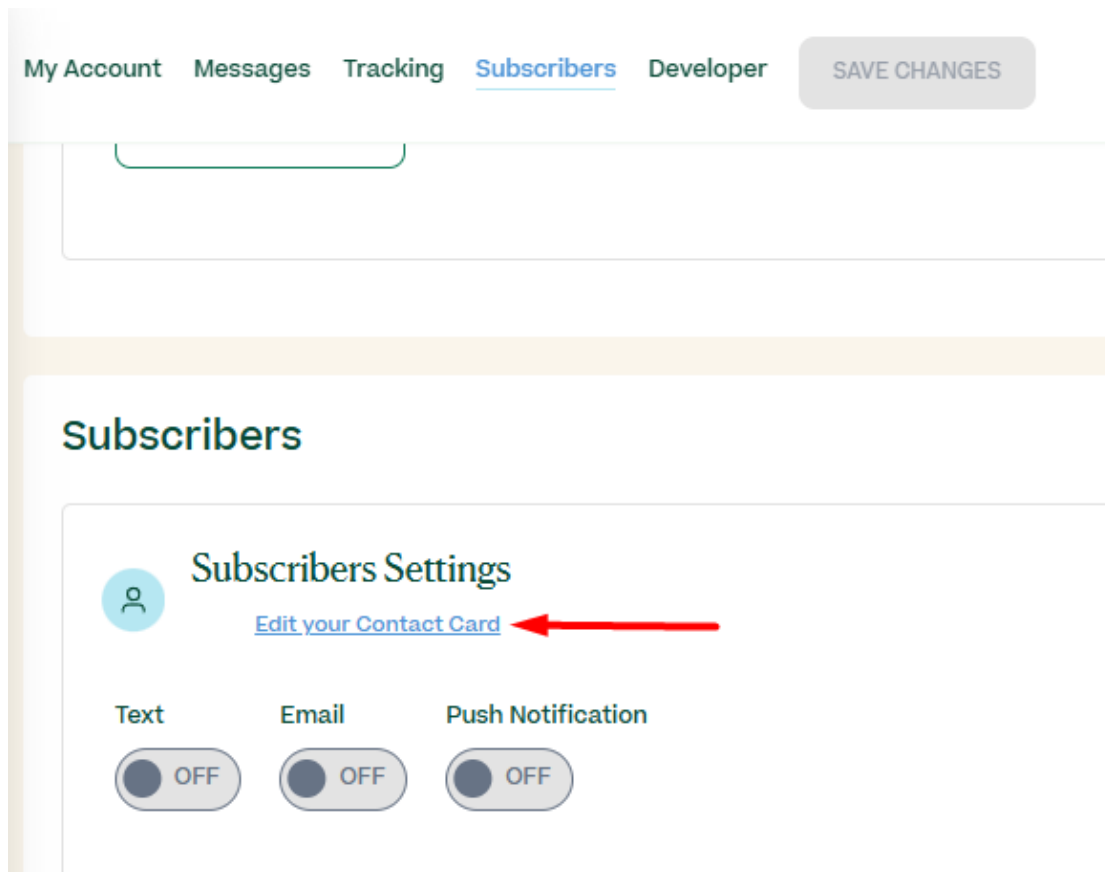 My Account Messages Tracking Subscribers Developer SAVE CHANGES
Subscribers
Subscribers Settings
Edit your Contact Card
Text Email Push Notification
OFF OFF OFF